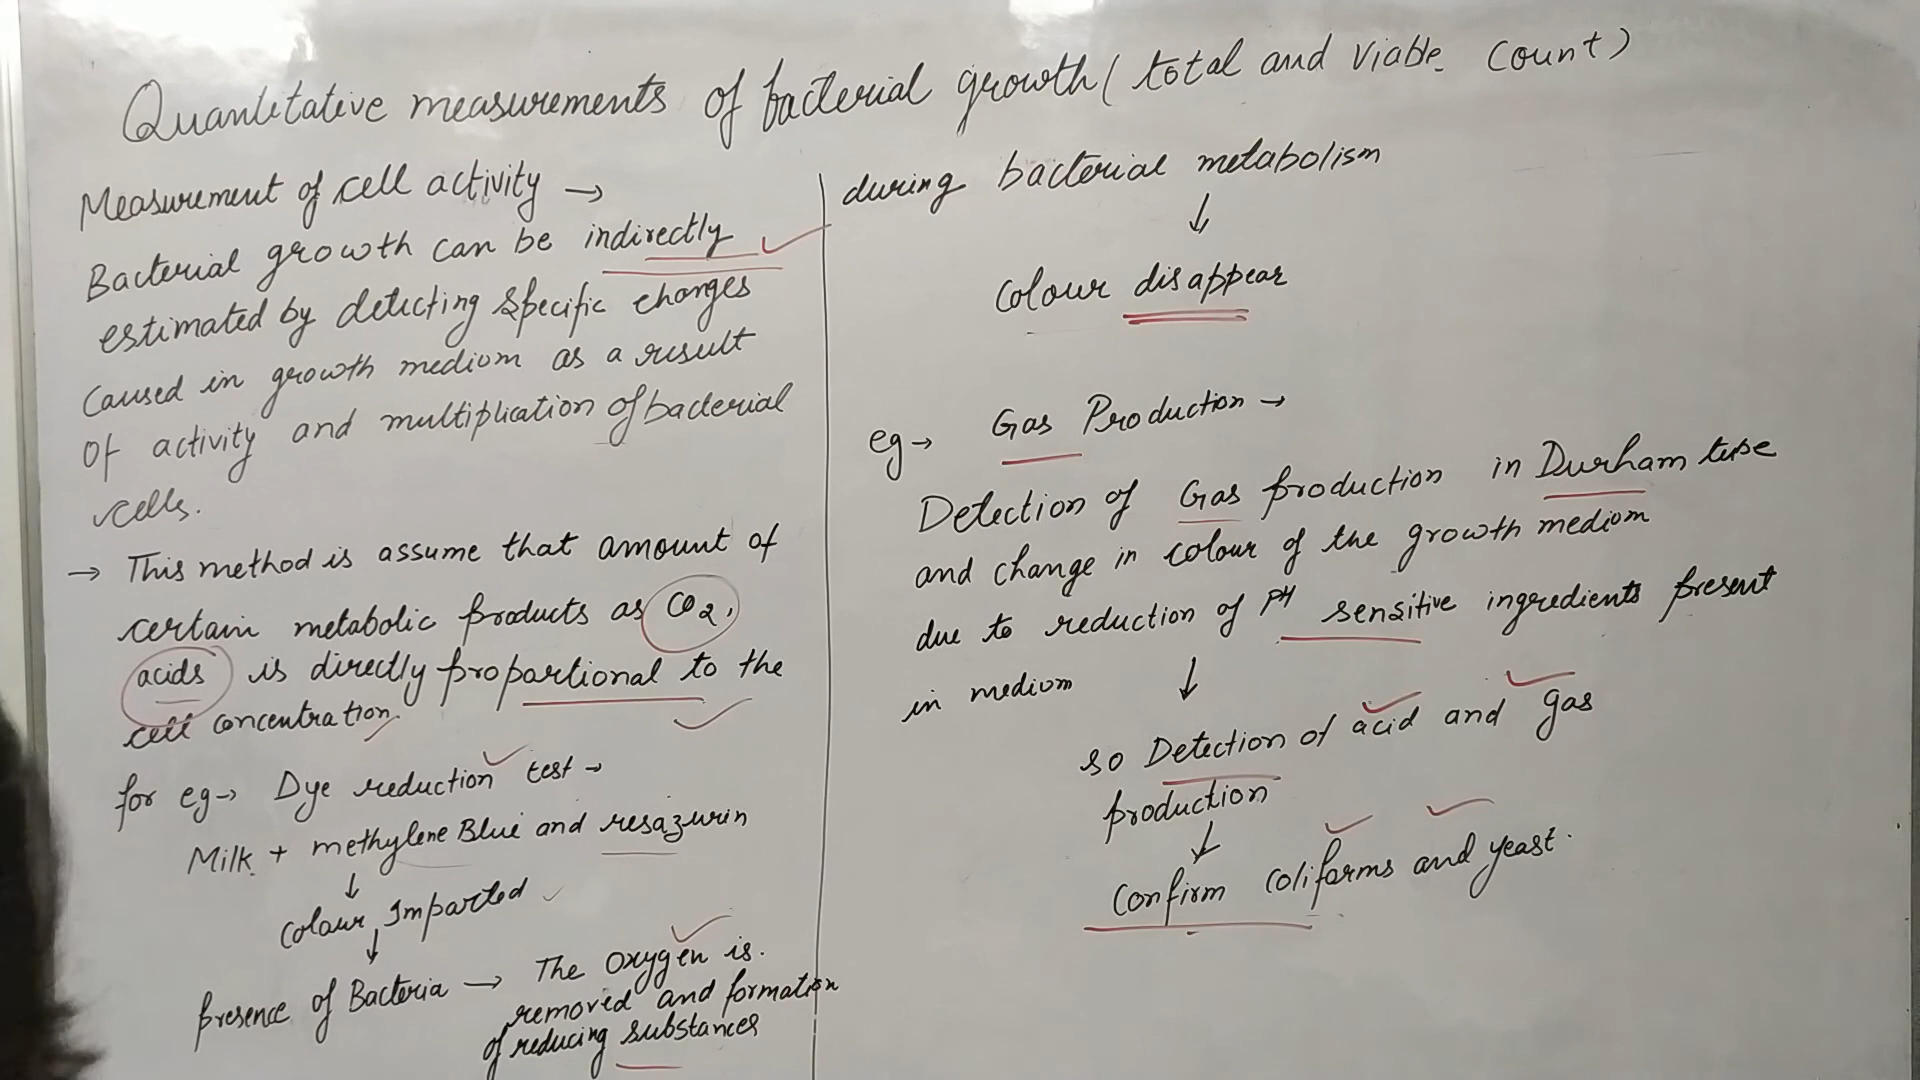 Quantitative measurements of bacterial growth ( total and viable count)
Measurement of cell activity →
Bacterial growth can be indirectly
estimated by detecting specific changes
caused in growth medium as a result
of activity and multiplication of bacterial
cells.
→ This method is assume that amount of
certain metabolic products as CO2,
acids is directly proportional to the
cell concentration.
for eg→ Dye reduction test →
Milk + methylene Blue and resazurin
↓
Colour Imparted
↓
presence of Bacteria → The oxygen is.
removed and formation
of reducing substances
during bacterial metabolism
↓
Colour disappear
eg→ Gas Production →
Detection of Gas production in Durham tube
and change in colour of the growth medium
due to reduction of PH sensitive ingredients present
in medium ↓
so Detection of acid and gas
production
↓
Confirm coliforms and yeast.